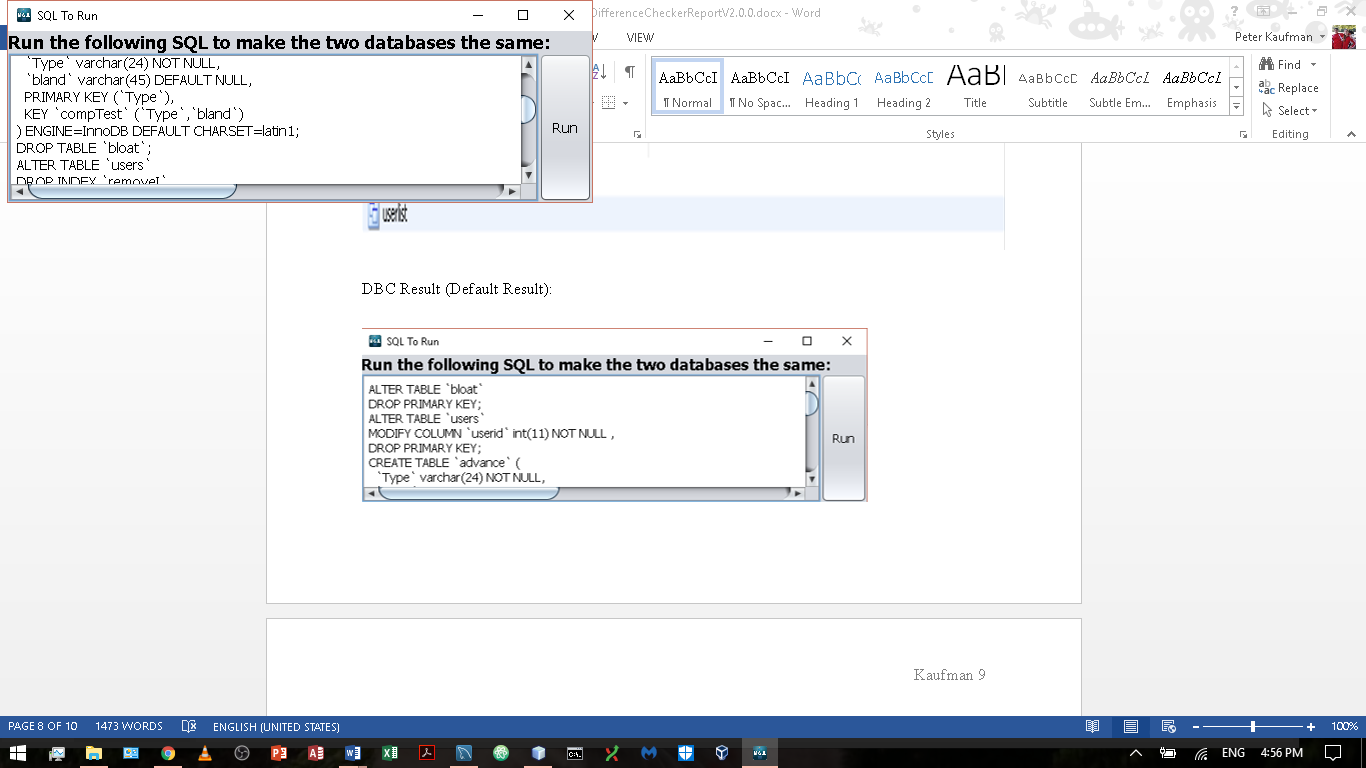 SQL To Run
DifferenceCheckerReportV2.0.0.docx - Word
Run the following SQL to make the two databases the same:
`Type` varchar(24) NOT NULL,
`bland` varchar(45) DEFAULT NULL,
PRIMARY KEY (`Type`),
KEY `compTest` (`Type`,`bland`)
) ENGINE=InnoDB DEFAULT CHARSET=latin1;
DROP TABLE `bloat`;
ALTER TABLE `users`
DROP INDEX `removeI`
Run
VIEW
Peter Kaufman
AaBbCcI
¶ Normal
AaBbCcI
¶ No Spac...
AaBbC
Heading 1
AaBbCcE
Heading 2
AaB
Title
AaBbCcD
Subtitle
AaBbCcI
Subtle Em...
AaBbCcI
Emphasis
Styles
Find
Replace
Select
Editing
userlist
DBC Result (Default Result):
SQL To Run
Run the following SQL to make the two databases the same:
ALTER TABLE `bloat`
DROP PRIMARY KEY;
ALTER TABLE `users`
MODIFY COLUMN `userid` int(11) NOT NULL ,
DROP PRIMARY KEY;
CREATE TABLE `advance` (
`Type` varchar(24) NOT NULL,
Run
Kaufman 9
PAGE 8 OF 10
1473 WORDS
ENGLISH (UNITED STATES)
100%
ENG
4:56 PM